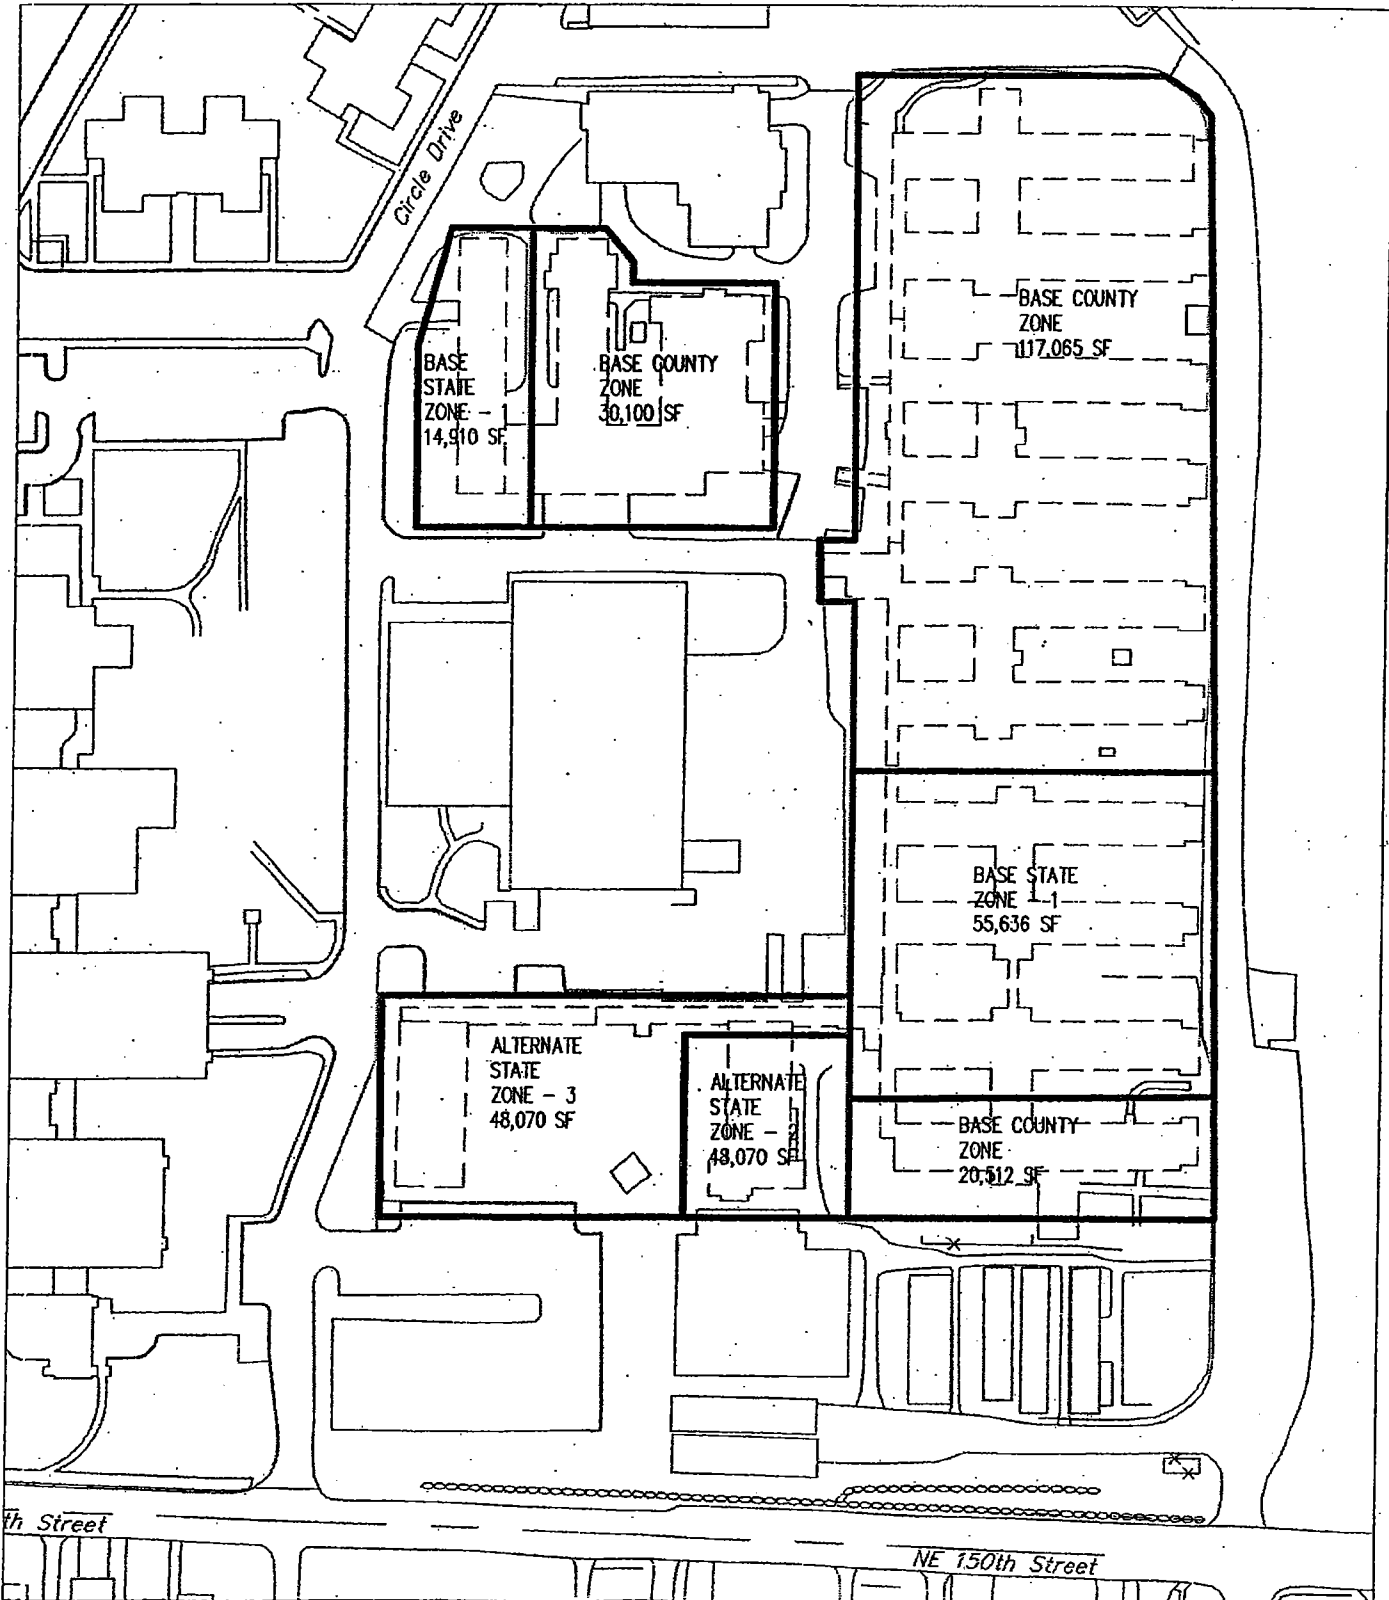 Circle Drive
BASE COUNTY
ZONE
117,065 SF
BASE
STATE
ZONE - 1
14,910 SF
BASE COUNTY
ZONE
30,100 SF
BASE STATE
ZONE - 1
55,636 SF
ALTERNATE
STATE
ZONE - 3
48,070 SF
ALTERNATE
STATE
ZONE - 2
48,070 SF
BASE COUNTY
ZONE
20,512 SF
th Street
NE 150th Street